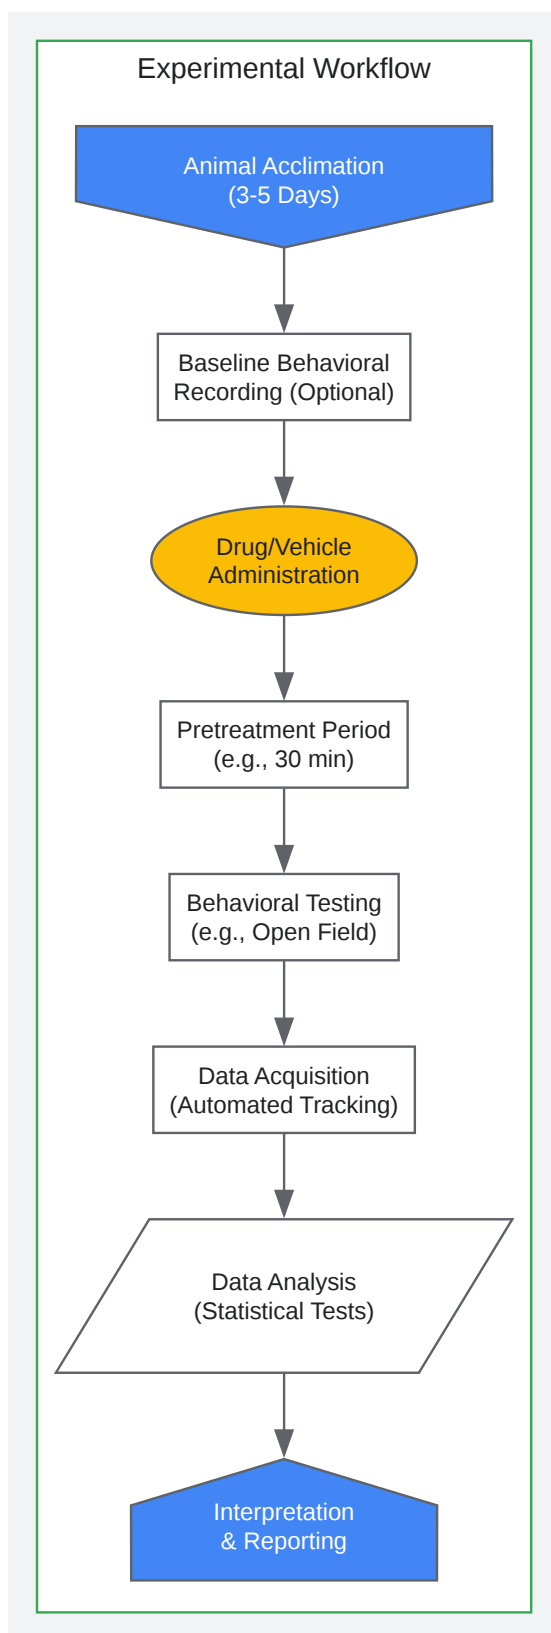 Experimental Workflow
Animal Acclimation
(3-5 Days)
Baseline Behavioral
Recording (Optional)
Drug/Vehicle
Administration
Pretreatment Period
(e.g., 30 min)
Behavioral Testing
(e.g., Open Field)
Data Acquisition
(Automated Tracking)
Data Analysis
(Statistical Tests)
Interpretation
& Reporting